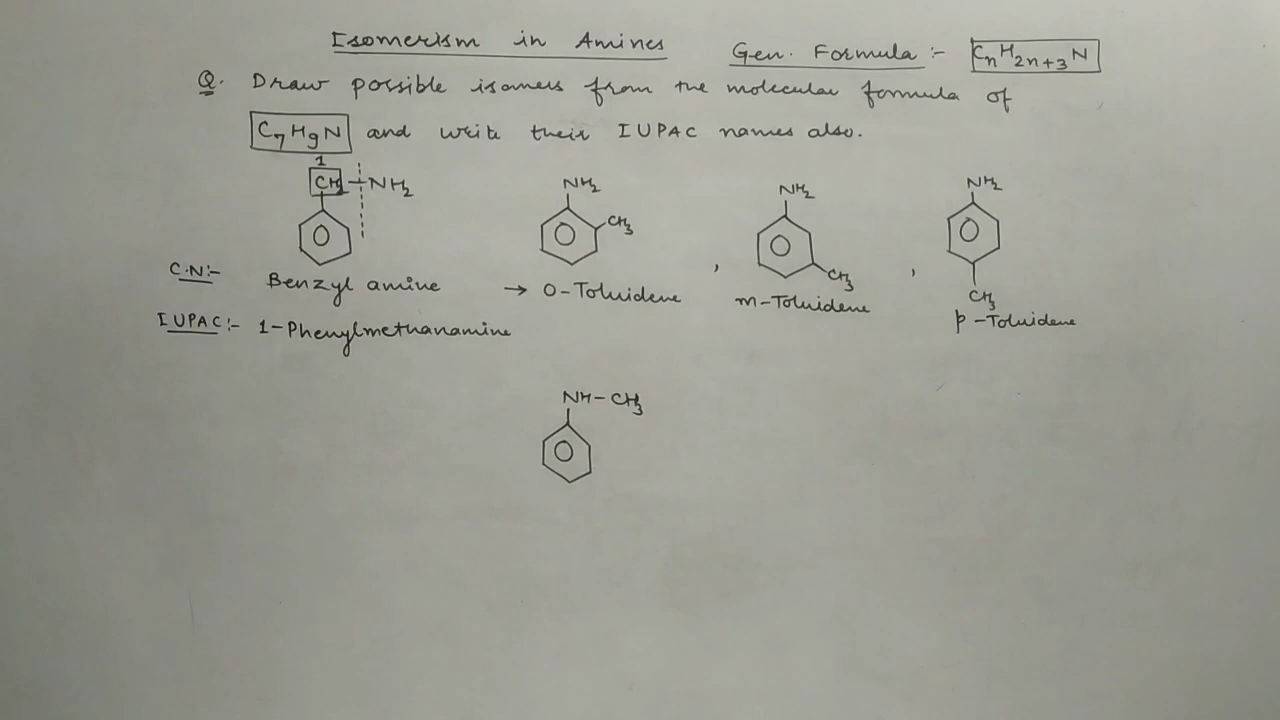 Isomerism in Amines Gen. Formula :- CnH2n+3N
Q. Draw possible isomers from the molecular formula of
C7H9N and write their IUPAC names also.
1
CH2 - NH2
NH2
CH3
NH2
CH3
NH2
CH3
C.N:- Benzyl amine → O-Toluidene , m-Toluidene , p-Toluidene
IUPAC:- 1-Phenylmethanamine
NH-CH3